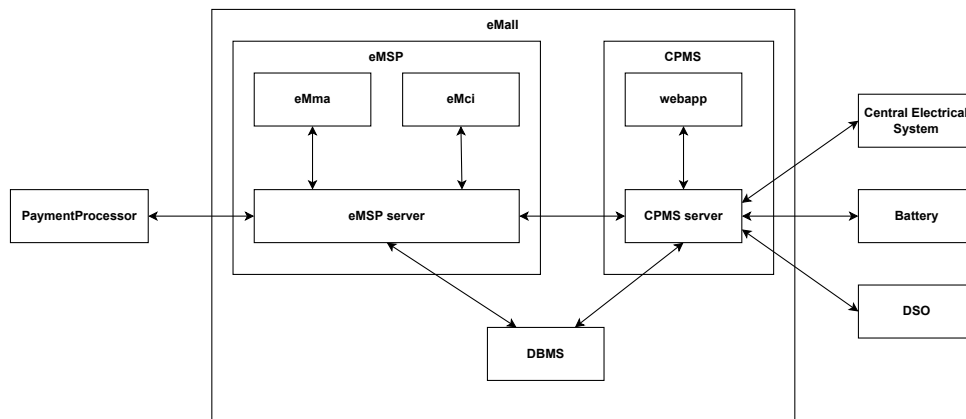 eMall
eMSP
CPMS
eMma
eMci
webapp
Central Electrical
System
PaymentProcessor
eMSP server
CPMS server
Battery
DSO
DBMS